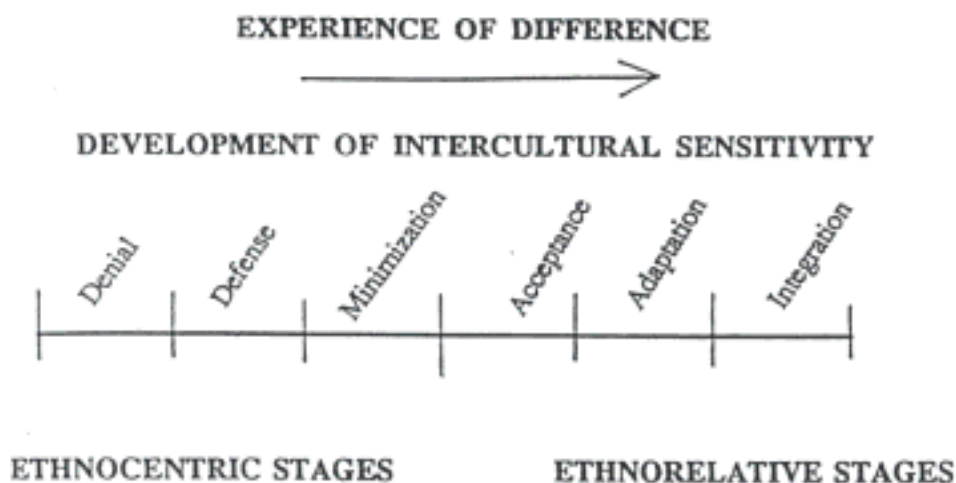 EXPERIENCE OF DIFFERENCE
DEVELOPMENT OF INTERCULTURAL SENSITIVITY
Denial
Defense
Minimization
Acceptance
Adaptation
Integration
ETHNOCENTRIC STAGES
ETHNORELATIVE STAGES